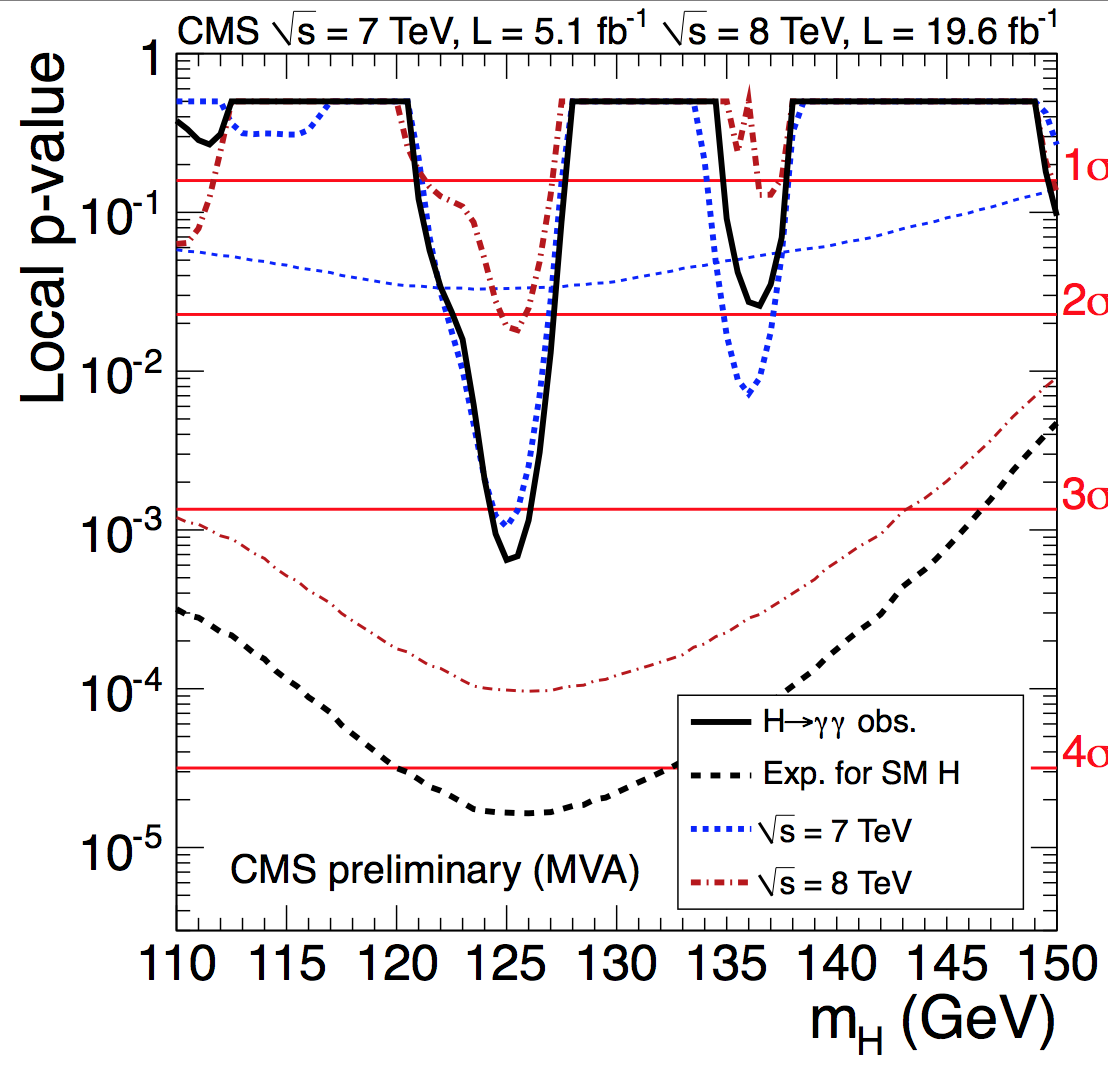 CMS √s = 7 TeV, L = 5.1 fb⁻¹ √s = 8 TeV, L = 19.6 fb⁻¹
Local p-value
1
10⁻¹
10⁻²
10⁻³
10⁻⁴
10⁻⁵
1σ
2σ
3σ
4σ
H→γγ obs.
Exp. for SM H
√s = 7 TeV
√s = 8 TeV
CMS preliminary (MVA)
110 115 120 125 130 135 140 145 150
m_H (GeV)